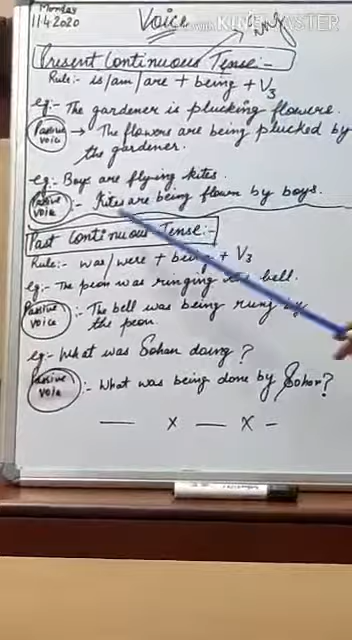 Monday
11.4.2020
Voice
Made with KINEMASTER
Present Continuous Tense:-
Rule:- is/am/are + being + V3
eg:- The gardener is plucking flowers.
Passive voice → The flowers are being plucked by
the gardener.
eg:- Boys are flying kites.
Passive voice :- Kites are being flown by boys.
Past Continuous Tense:-
Rule:- was/were + being + V3
eg:- The peon was ringing the bell.
Passive voice :- The bell was being rung by
the peon.
eg:- What was Sohan doing?
Passive voice :- What was being done by Sohan?
— x — x –